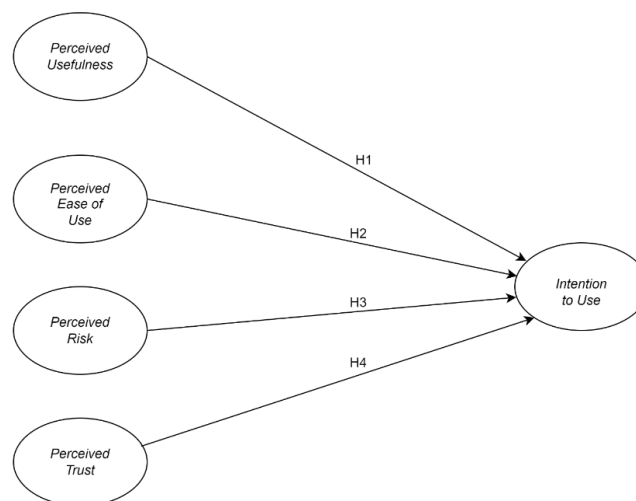 Perceived
Usefulness
H1
Perceived
Ease of
Use
H2
Intention
to Use
Perceived
Risk
H3
H4
Perceived
Trust